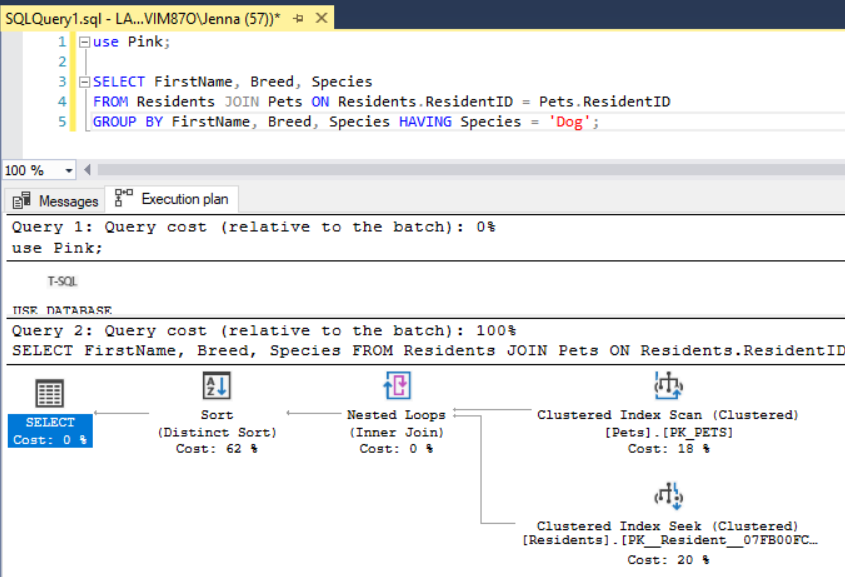 SQLQuery1.sql - LA...VIM87O\Jenna (57))*
1 use Pink;
2
3 SELECT FirstName, Breed, Species
4 FROM Residents JOIN Pets ON Residents.ResidentID = Pets.ResidentID
5 GROUP BY FirstName, Breed, Species HAVING Species = 'Dog';
100 %
Messages Execution plan
Query 1: Query cost (relative to the batch): 0%
use Pink;
T-SQL
USE DATABASE
Query 2: Query cost (relative to the batch): 100%
SELECT FirstName, Breed, Species FROM Residents JOIN Pets ON Residents.ResidentID
SELECT
Cost: 0 %
Sort
(Distinct Sort)
Cost: 62 %
Nested Loops
(Inner Join)
Cost: 0 %
Clustered Index Scan (Clustered)
[Pets].[PK_PETS]
Cost: 18 %
Clustered Index Seek (Clustered)
[Residents].[PK__Resident__07FB00FC…
Cost: 20 %